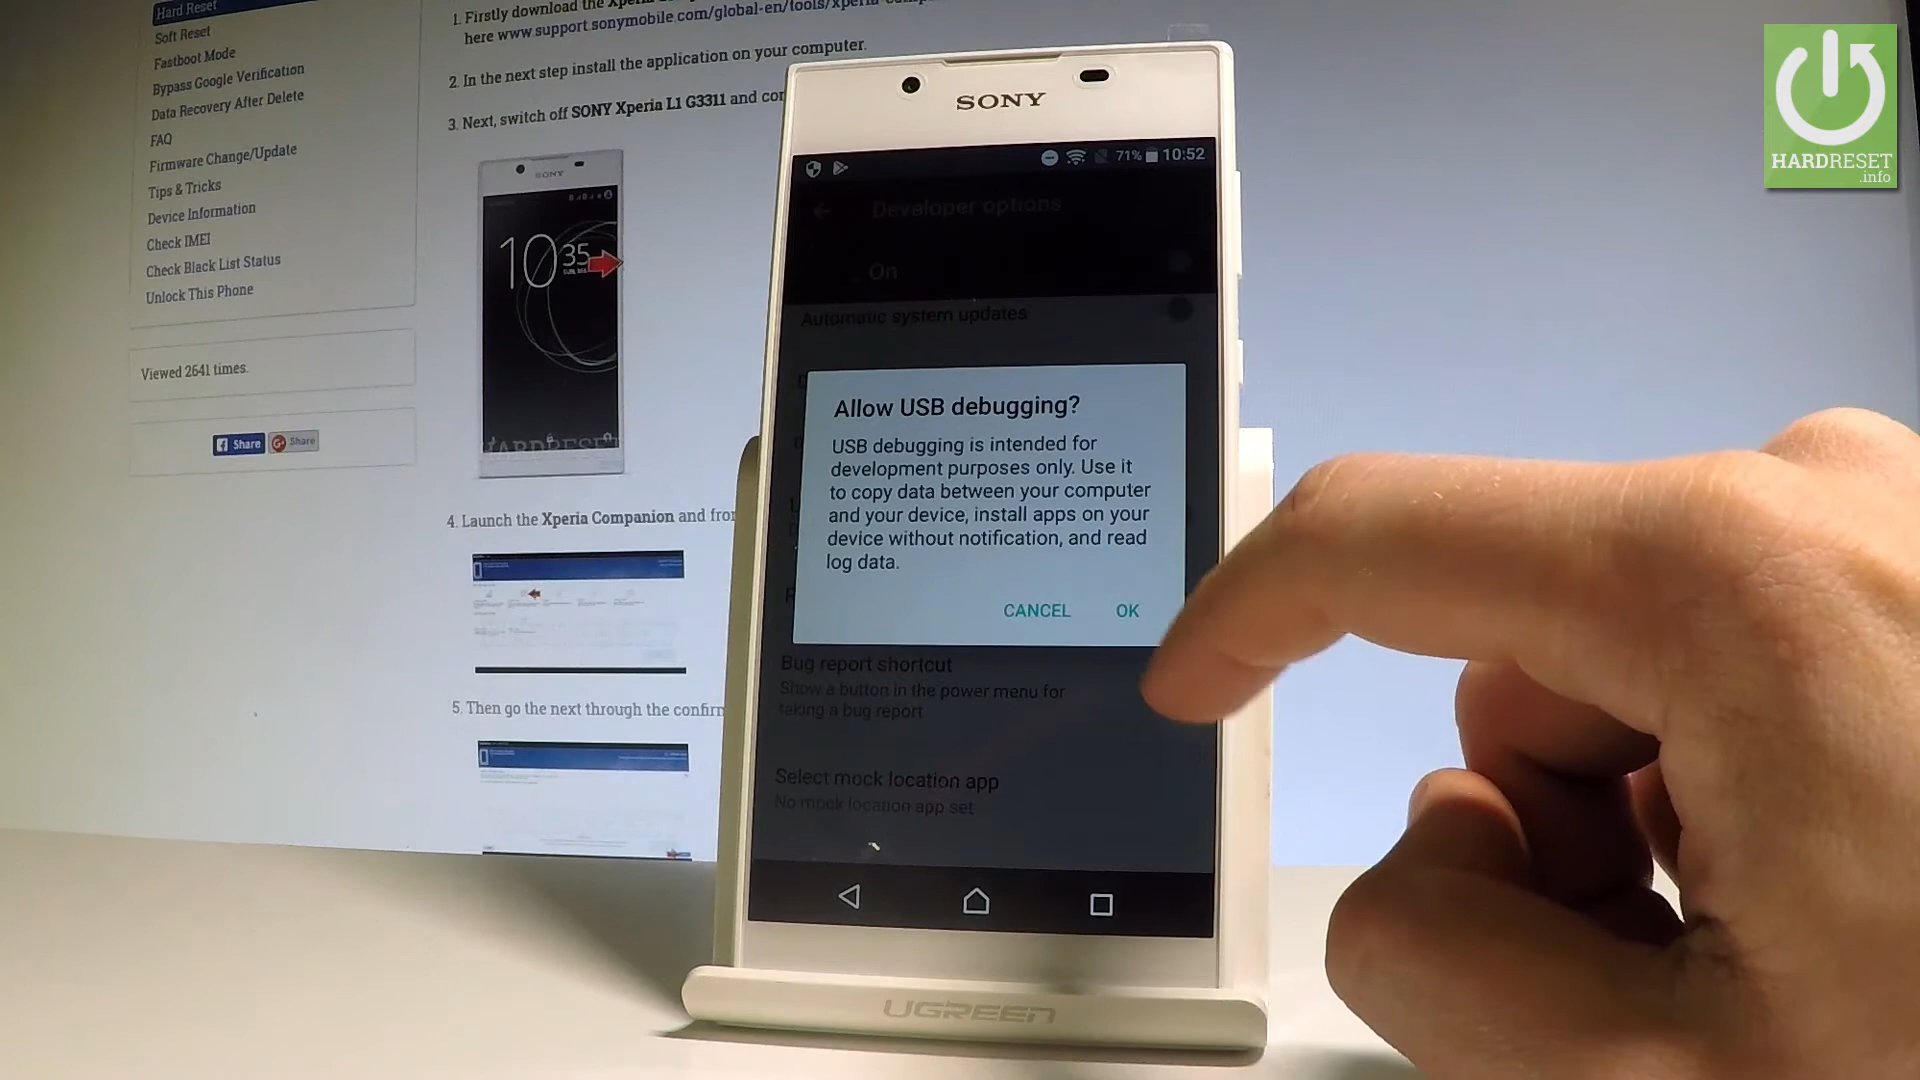 Hard Reset
Soft Reset
Fastboot Mode
Bypass Google Verification
Data Recovery After Delete
FAQ
Firmware Change/Update
Tips & Tricks
Device Information
Check IMEI
Check Black List Status
Unlock This Phone
Viewed 2641 times.
Share
Share
1. Firstly download the
here www.support.sonymobile.com/global-en/tools/xperia-
2. In the next step install the application on your computer.
3. Next, switch off SONY Xperia L1 G3311 and
SONY
10 35
HARDRESET
4. Launch the Xperia Companion and
5. Then go the next through the
SONY
71% 10:52
Developer options
On
Automatic system updates
Allow USB debugging?
USB debugging is intended for
development purposes only. Use it
to copy data between your computer
and your device, install apps on your
device without notification, and read
log data.
CANCEL OK
Bug report shortcut
Show a button in the power menu for
taking a bug report
Select mock location app
No mock location app set
UGREEN
HARDRESET
.info